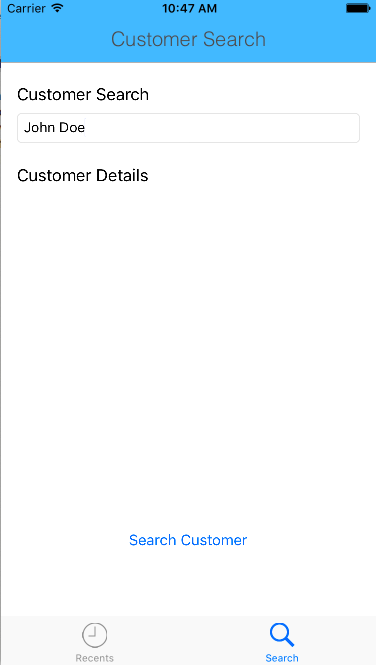 Carrier 10:47 AM
Customer Search
Customer Search
John Doe
Customer Details
Search Customer
Recents Search